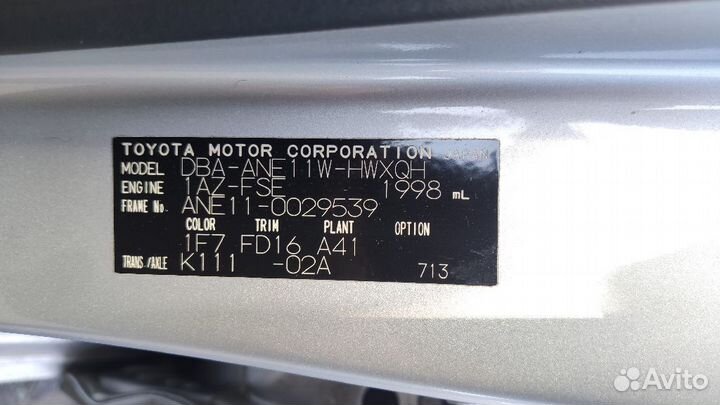 TOYOTA MOTOR CORPORATION JAPAN
MODEL DBA-ANE11W-HWXQH
ENGINE 1AZ-FSE 1998 mL
FRAME No. ANE11-0029539
COLOR TRIM PLANT OPTION
1F7 FD16 A41
TRANS/AXLE K111 -02A 713
Avito